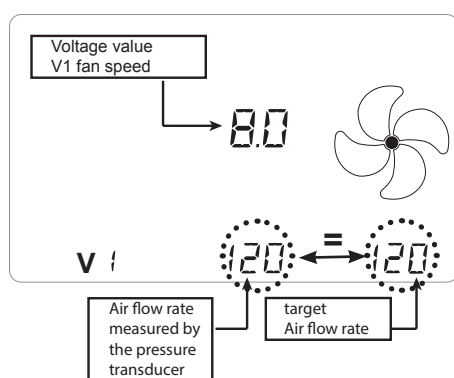 Voltage value
V1 fan speed
8.0
=
V 1 120 120
Air flow rate
measured by
the pressure
transducer
target
Air flow rate